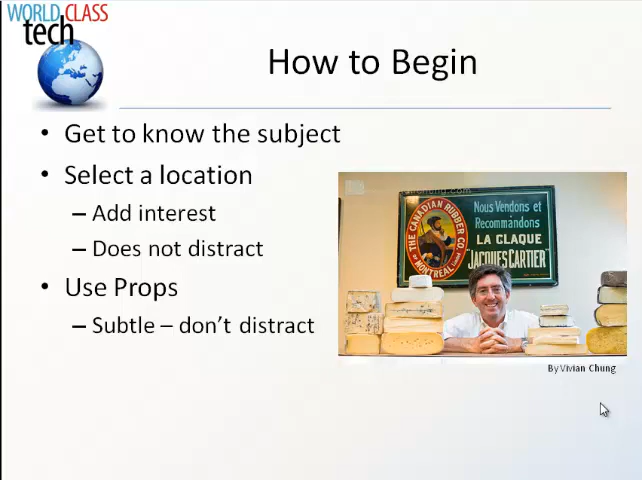 WORLD CLASS
tech
How to Begin
• Get to know the subject
• Select a location
– Add interest
– Does not distract
• Use Props
– Subtle – don't distract
THE CANADIAN RUBBER CO.
OF MONTREAL
Nous Vendons et
Recommandons
LA CLAQUE
"JACQUES CARTIER"
By Vivian Chung